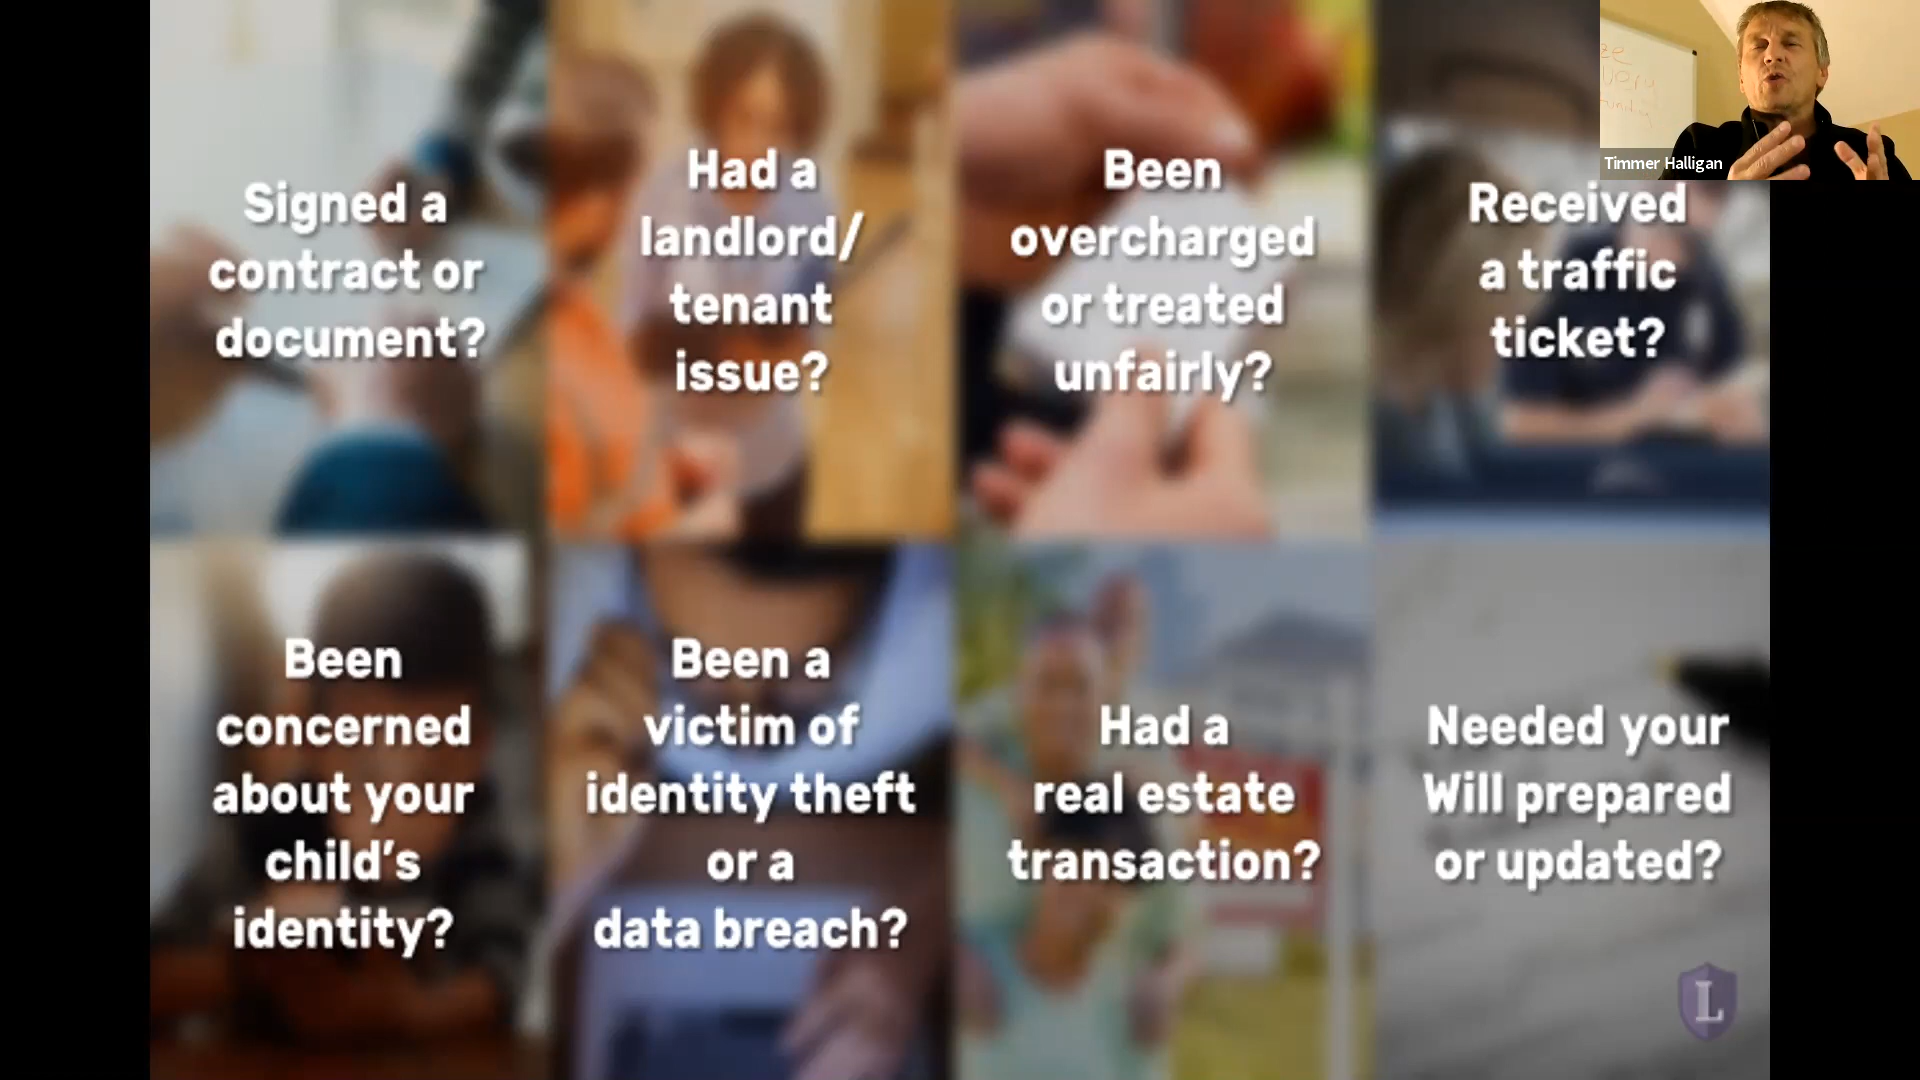 Signed a
contract or
document?
Had a
landlord/
tenant
issue?
Been
overcharged
or treated
unfairly?
Received
a traffic
ticket?
Been
concerned
about your
child's
identity?
Been a
victim of
identity theft
or a
data breach?
Had a
real estate
transaction?
Needed your
Will prepared
or updated?
L
Timmer Halligan